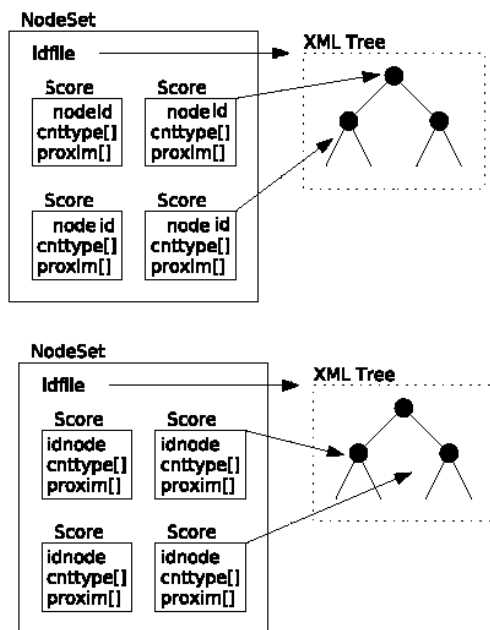 NodeSet
Idfile
XML Tree
Score Score
nodeId nodeId
cnttype[] cnttype[]
proxim[] proxim[]
Score Score
node id node id
cnttype[] cnttype[]
proxim[] proxim[]
NodeSet
Idfile
XML Tree
Score Score
idnode idnode
cnttype[] cnttype[]
proxim[] proxim[]
Score Score
idnode idnode
cnttype[] cnttype[]
proxim[] proxim[]